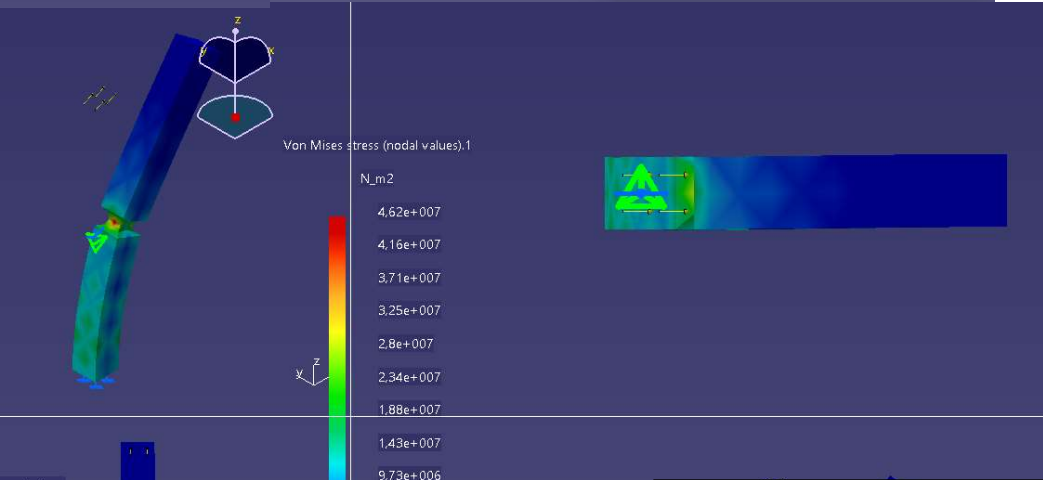 z
y
x
Von Mises stress (nodal values).1
N_m2
4,62e+007
4,16e+007
3,71e+007
3,25e+007
2,8e+007
2,34e+007
z
y
1,88e+007
1,43e+007
9,73e+006